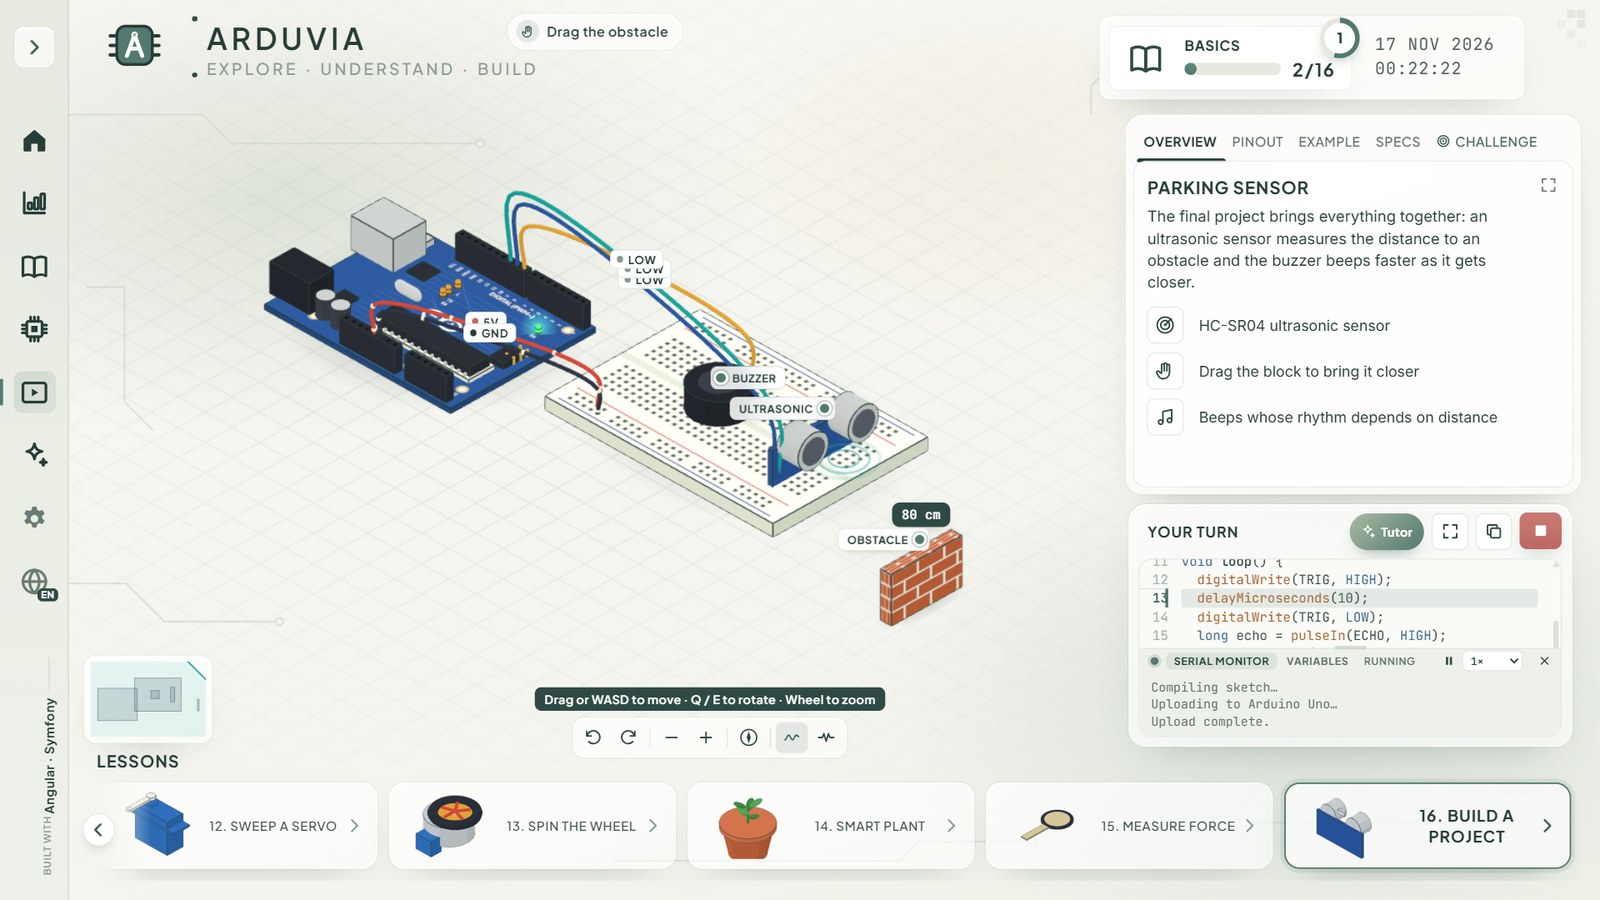 ARDUVIA
EXPLORE · UNDERSTAND · BUILD
Drag the obstacle
BASICS
2/16
1
17 NOV 2026
00:22:22
OVERVIEW
PINOUT
EXAMPLE
SPECS
CHALLENGE
PARKING SENSOR
The final project brings everything together: an
ultrasonic sensor measures the distance to an
obstacle and the buzzer beeps faster as it gets
closer.
HC-SR04 ultrasonic sensor
Drag the block to bring it closer
Beeps whose rhythm depends on distance
LOW
LOW
LOW
5V
GND
BUZZER
ULTRASONIC
80 cm
OBSTACLE
YOUR TURN
Tutor
11 void loop() {
12 digitalWrite(TRIG, HIGH);
13 delayMicroseconds(10);
14 digitalWrite(TRIG, LOW);
15 long echo = pulseIn(ECHO, HIGH);
SERIAL MONITOR
VARIABLES
RUNNING
1×
Compiling sketch…
Uploading to Arduino Uno…
Upload complete.
EN
BUILT WITH Angular · Symfony
Drag or WASD to move · Q / E to rotate · Wheel to zoom
LESSONS
12. SWEEP A SERVO
13. SPIN THE WHEEL
14. SMART PLANT
15. MEASURE FORCE
16. BUILD A
PROJECT